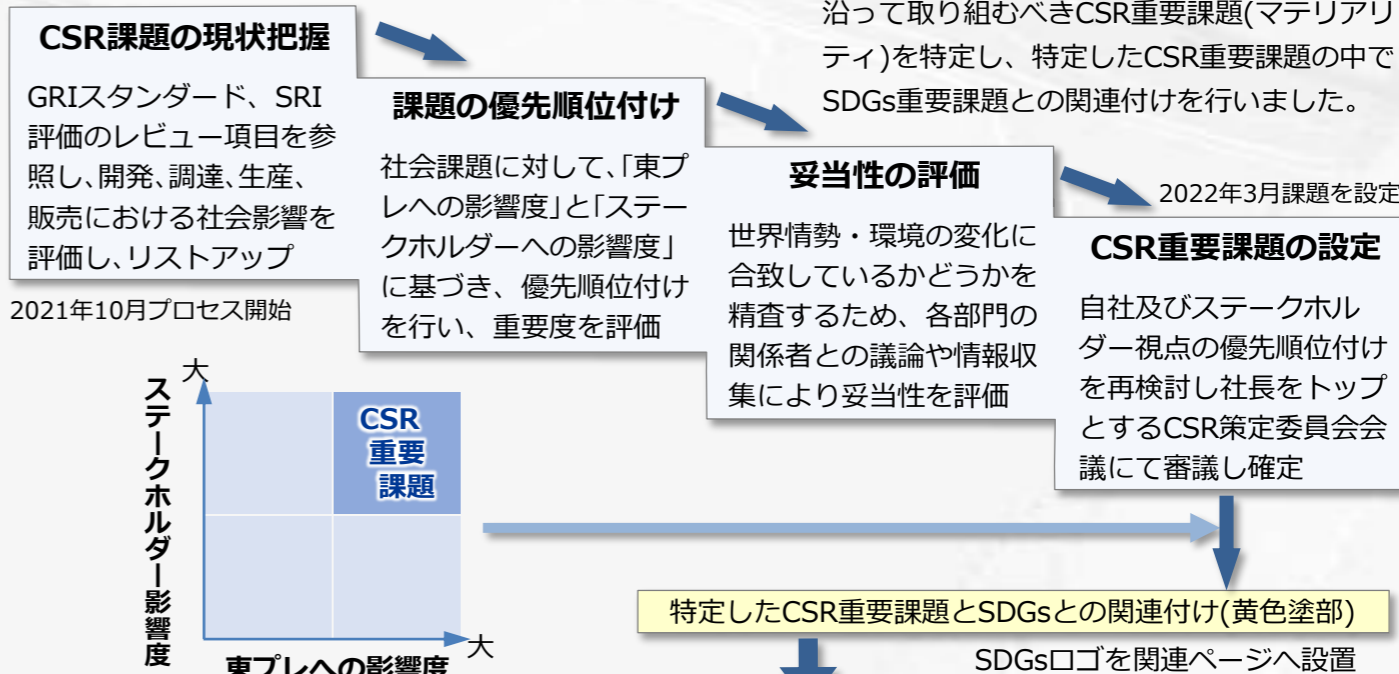 沿って取り組むべきCSR重要課題(マテリアリ
ティ)を特定し、特定したCSR重要課題の中で
SDGs重要課題との関連付けを行いました。
CSR課題の現状把握
GRIスタンダード、SRI
評価のレビュー項目を参
照し､開発､調達､生産､
販売における社会影響を
評価し､リストアップ
2021年10月プロセス開始
課題の優先順位付け
社会課題に対して､｢東プ
レへの影響度｣と｢ステー
クホルダーへの影響度｣
に基づき、優先順位付け
を行い、重要度を評価
妥当性の評価
世界情勢・環境の変化に
合致しているかどうかを
精査するため、各部門の
関係者との議論や情報収
集により妥当性を評価
2022年3月課題を設定
CSR重要課題の設定
自社及びステークホル
ダー視点の優先順位付け
を再検討し社長をトップ
とするCSR策定委員会会
議にて審議し確定
大
ステークホルダー影響度
CSR
重要
課題
大
東プレへの影響度
特定したCSR重要課題とSDGsとの関連付け(黄色塗部)
SDGsロゴを関連ページへ設置